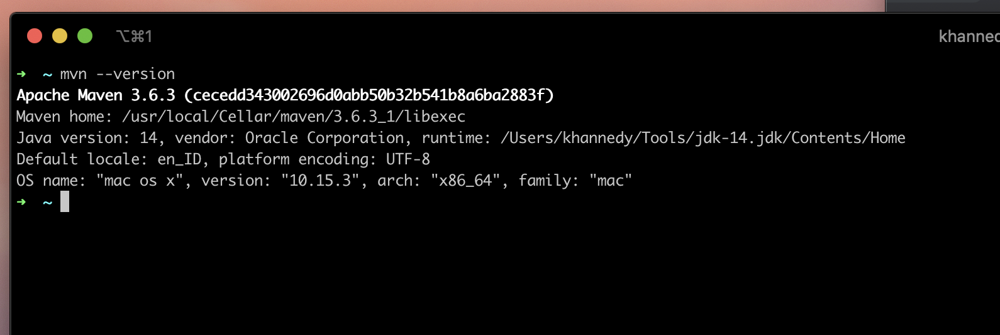 ⌥⌘1
khanned
➜ ~ mvn --version
Apache Maven 3.6.3 (cecedd343002696d0abb50b32b541b8a6ba2883f)
Maven home: /usr/local/Cellar/maven/3.6.3_1/libexec
Java version: 14, vendor: Oracle Corporation, runtime: /Users/khannedy/Tools/jdk-14.jdk/Contents/Home
Default locale: en_ID, platform encoding: UTF-8
OS name: "mac os x", version: "10.15.3", arch: "x86_64", family: "mac"
➜ ~